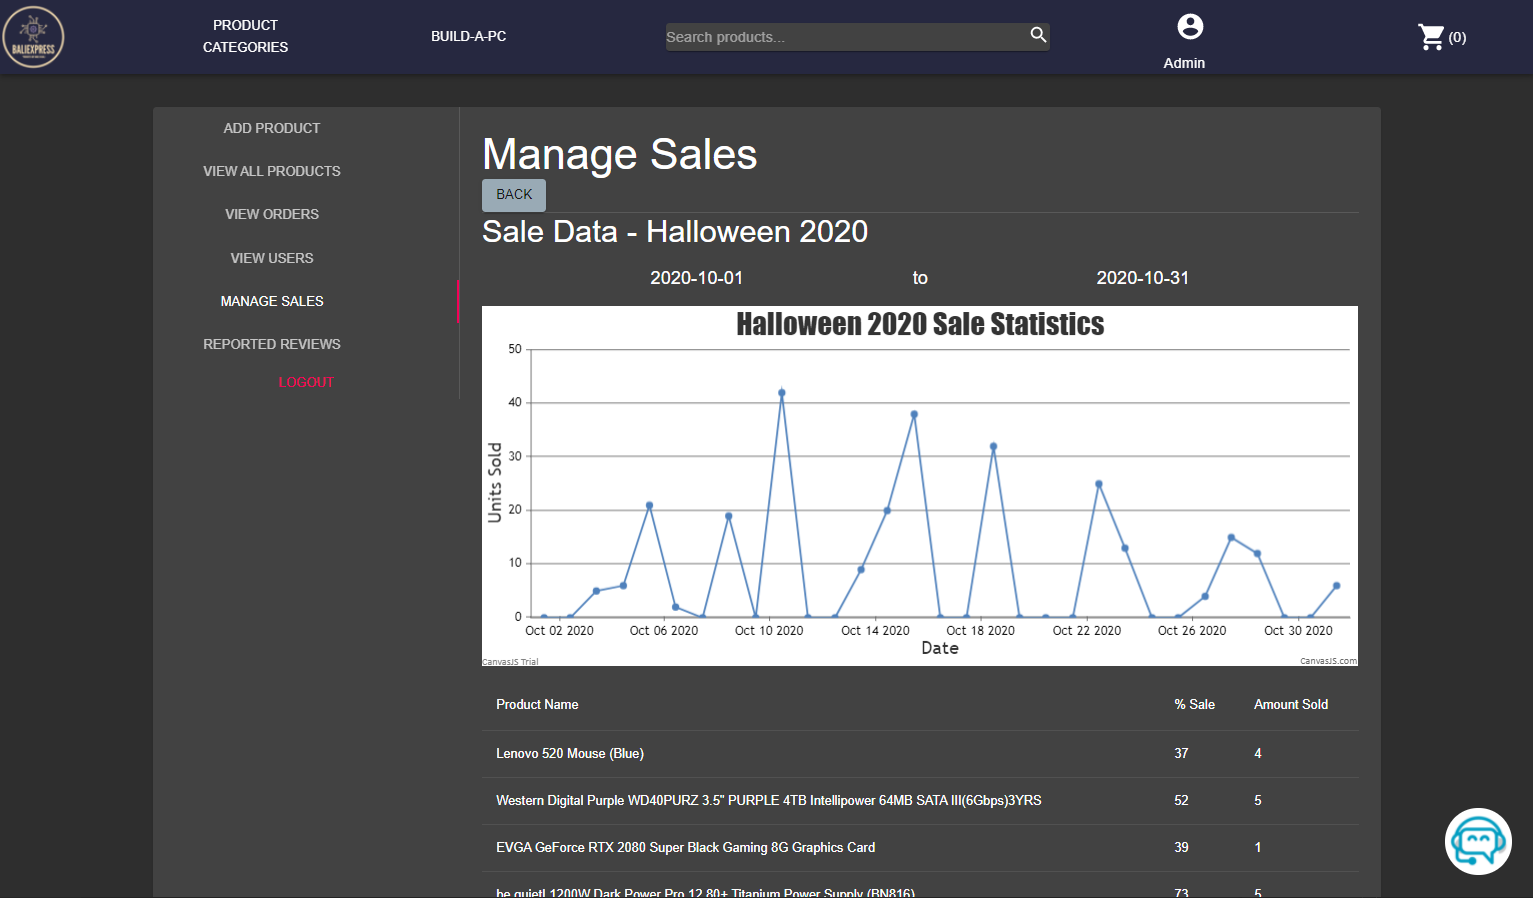 BALIEXPRESS
PRODUCT
CATEGORIES
BUILD-A-PC
Search products...
Admin
(0)
ADD PRODUCT
VIEW ALL PRODUCTS
VIEW ORDERS
VIEW USERS
MANAGE SALES
REPORTED REVIEWS
LOGOUT
Manage Sales
BACK
Sale Data - Halloween 2020
2020-10-01 to 2020-10-31
Halloween 2020 Sale Statistics
50
40
30
20
10
0
Units Sold
Oct 02 2020 Oct 06 2020 Oct 10 2020 Oct 14 2020 Oct 18 2020 Oct 22 2020 Oct 26 2020 Oct 30 2020
Date
CanvasJS Trial CanvasJS.com
Product Name % Sale Amount Sold
Lenovo 520 Mouse (Blue) 37 4
Western Digital Purple WD40PURZ 3.5" PURPLE 4TB Intellipower 64MB SATA III(6Gbps)3YRS 52 5
EVGA GeForce RTX 2080 Super Black Gaming 8G Graphics Card 39 1
be quiet! 1200W Dark Power Pro 12 80+ Titanium Power Supply (BN816) 73 5